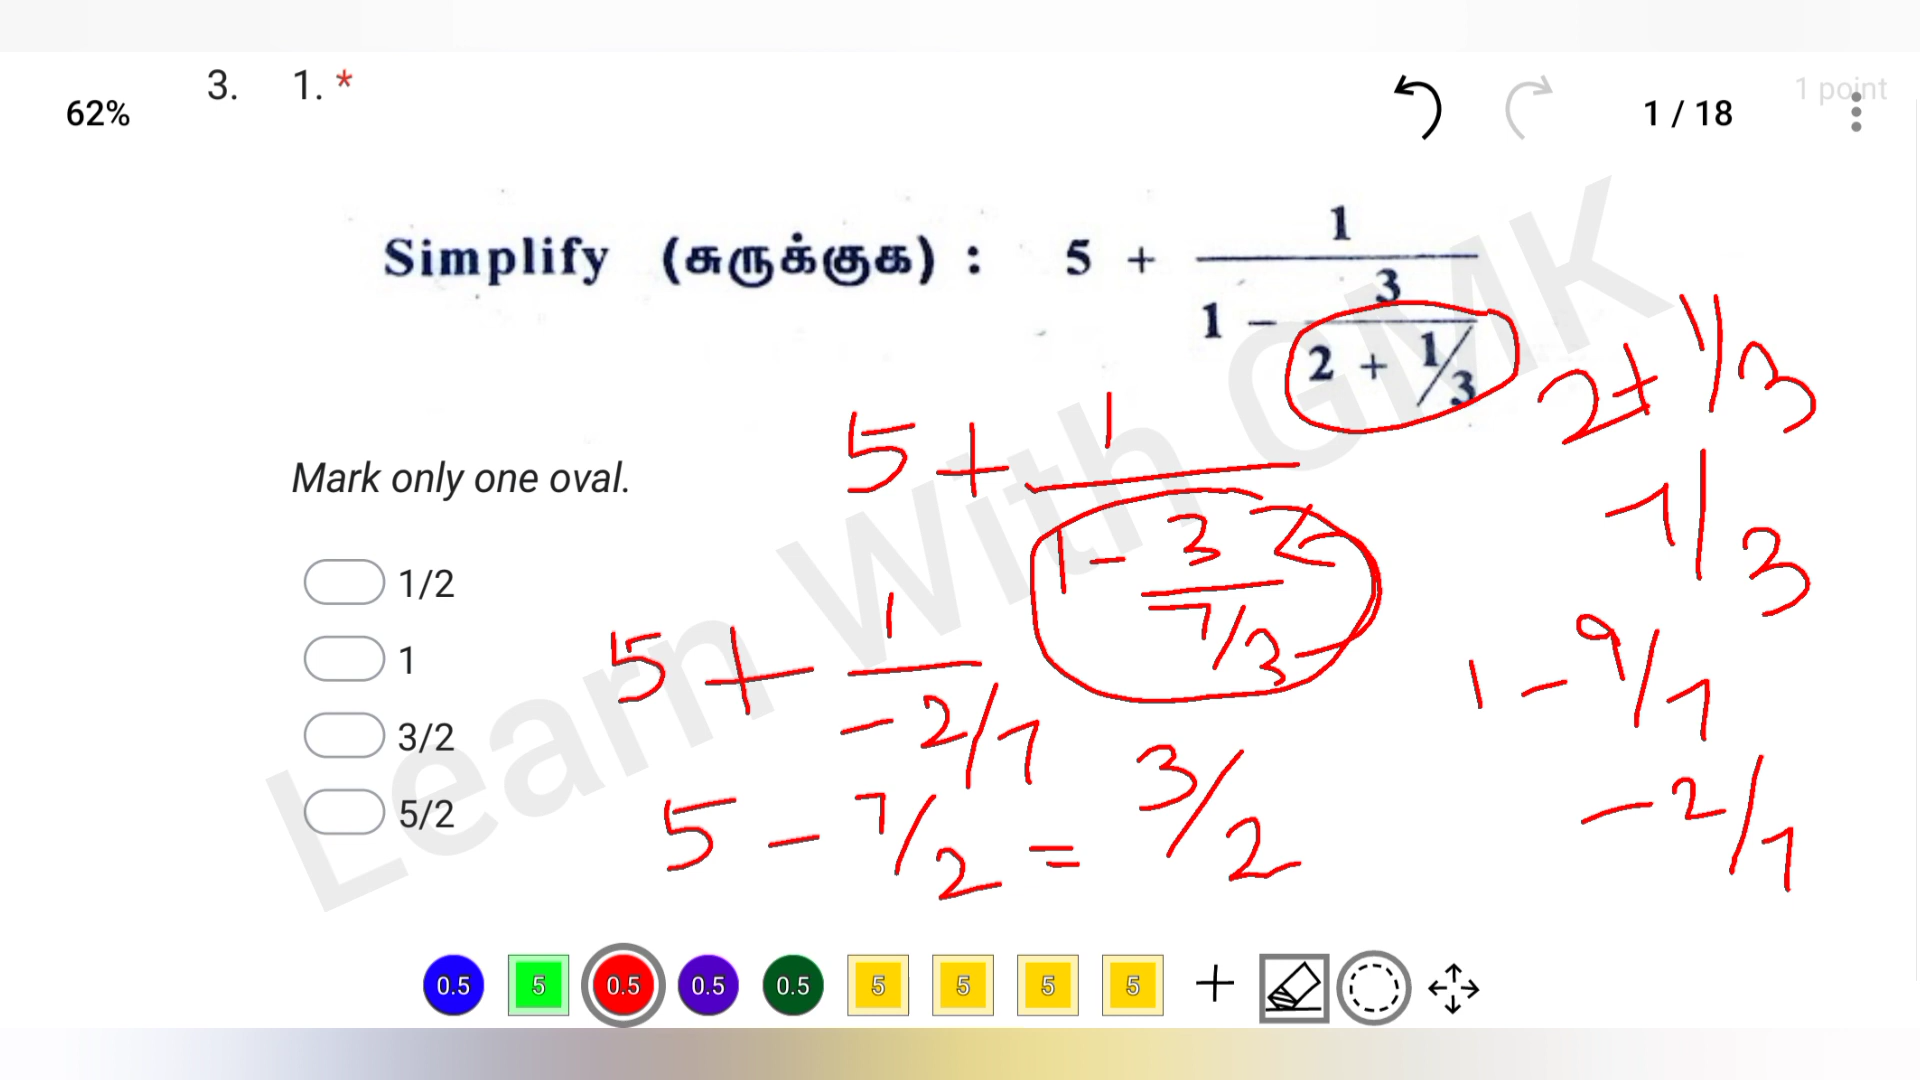 3. 1. *
62%
1 / 18
1 point
Simplify (சுருக்குக) : 5 + 1
1 - 3
2 + 1/3
2 + 1/3
7/3
5 + 1
1 - 3
7/3
Mark only one oval.
1/2
1
3/2
5/2
5 + 1
- 2/7
1 - 9/7
- 2/7
5 - 7/2 = 3/2
Learn With GMK
0.5 5 0.5 0.5 0.5 5 5 5 5